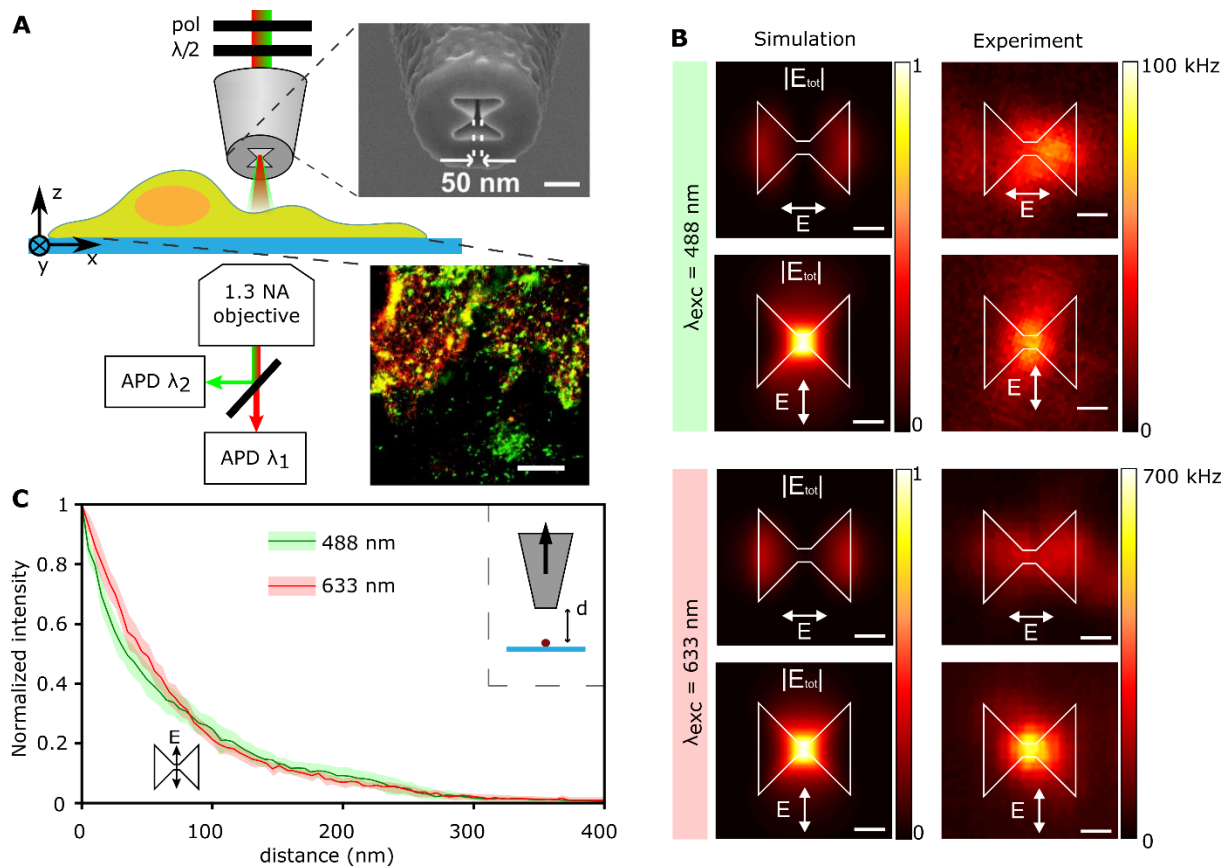 A
pol
λ/2
50 nm
z
y
x
1.3 NA
objective
APD λ2
APD λ1
B
Simulation
Experiment
λexc = 488 nm
|Etot|
E
1
E
100 kHz
|Etot|
E
0
E
0
λexc = 633 nm
|Etot|
E
1
E
700 kHz
|Etot|
E
0
E
0
C
Normalized intensity
1
0.8
0.6
0.4
0.2
0
488 nm
633 nm
d
E
0
100
200
300
400
distance (nm)